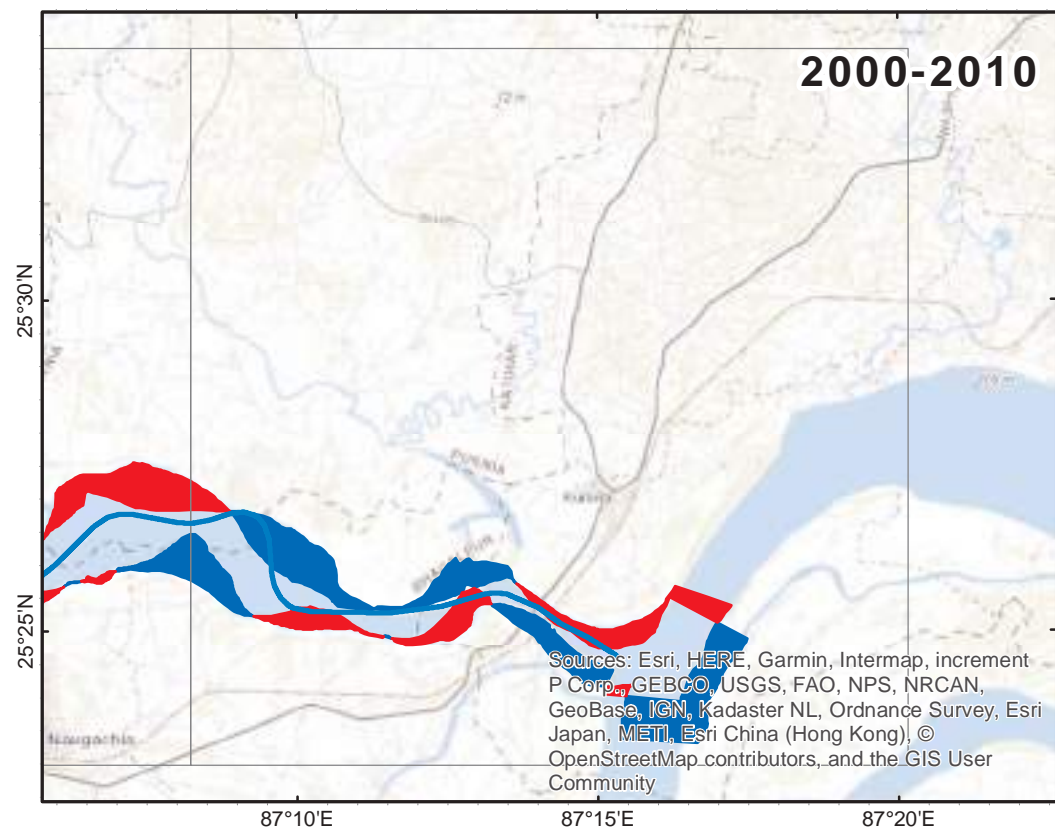 2000-2010
25°30'N
PURNIA
25°25'N
Sources: Esri, HERE, Garmin, Intermap, increment
P Corp., GEBCO, USGS, FAO, NPS, NRCAN,
GeoBase, IGN, Kadaster NL, Ordnance Survey, Esri
Japan, METI, Esri China (Hong Kong), ©
OpenStreetMap contributors, and the GIS User
Community
Naugachia
87°10'E
87°15'E
87°20'E